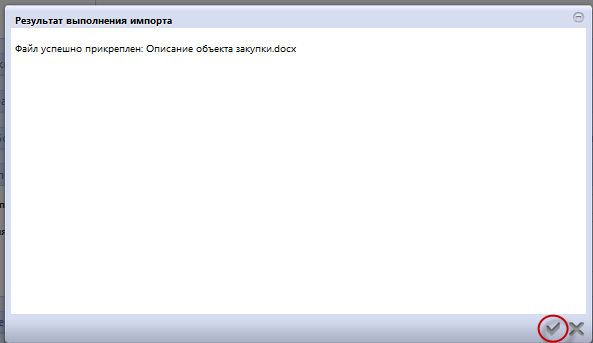 Результат выполнения импорта
Файл успешно прикреплен: Описание объекта закупки.docx